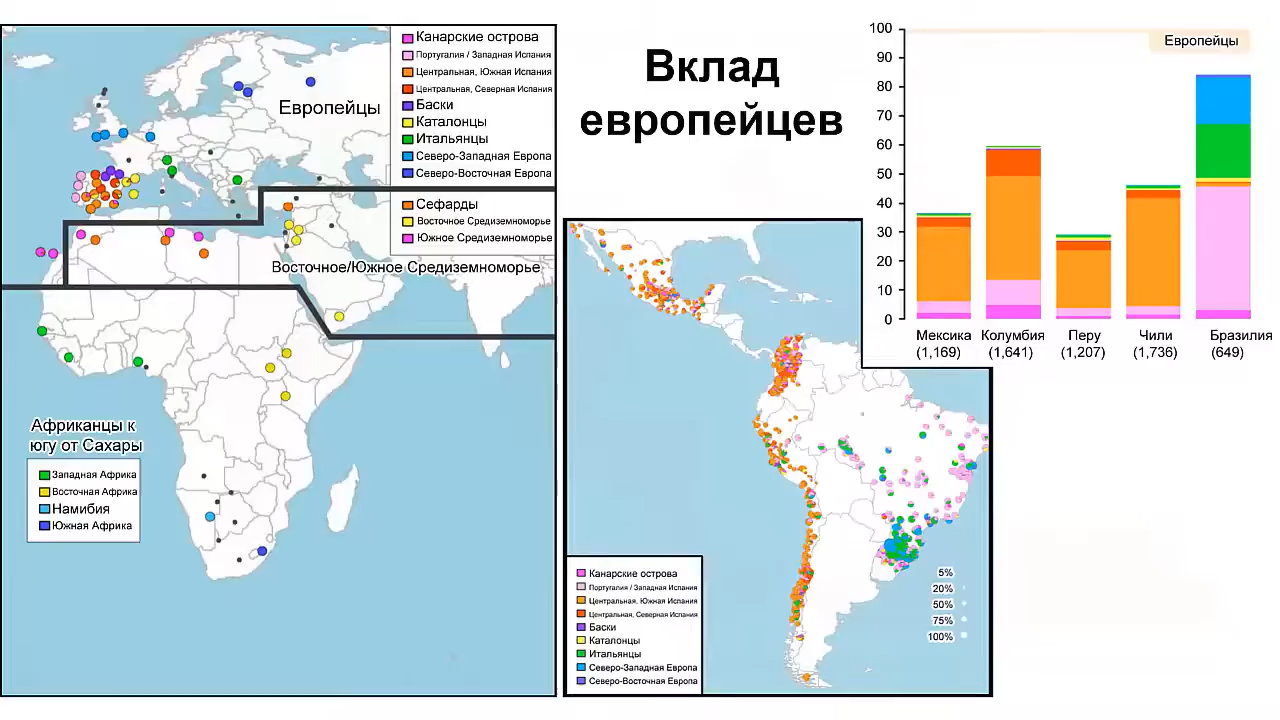 Вклад
европейцев
Канарские острова
Португалия / Западная Испания
Центральная, Южная Испания
Центральная, Северная Испания
Баски
Каталонцы
Итальянцы
Северо-Западная Европа
Северо-Восточная Европа
Европейцы
Сефарды
Восточное Средиземноморье
Южное Средиземноморье
Восточное/Южное Средиземноморье
Африканцы к
югу от Сахары
Западная Африка
Восточная Африка
Намибия
Южная Африка
Канарские острова
Португалия / Западная Испания
Центральная, Южная Испания
Центральная, Северная Испания
Баски
Каталонцы
Итальянцы
Северо-Западная Европа
Северо-Восточная Европа
5%
20%
50%
75%
100%
Европейцы
100
90
80
70
60
50
40
30
20
10
0
Мексика Колумбия Перу Чили Бразилия
(1,169) (1,641) (1,207) (1,736) (649)